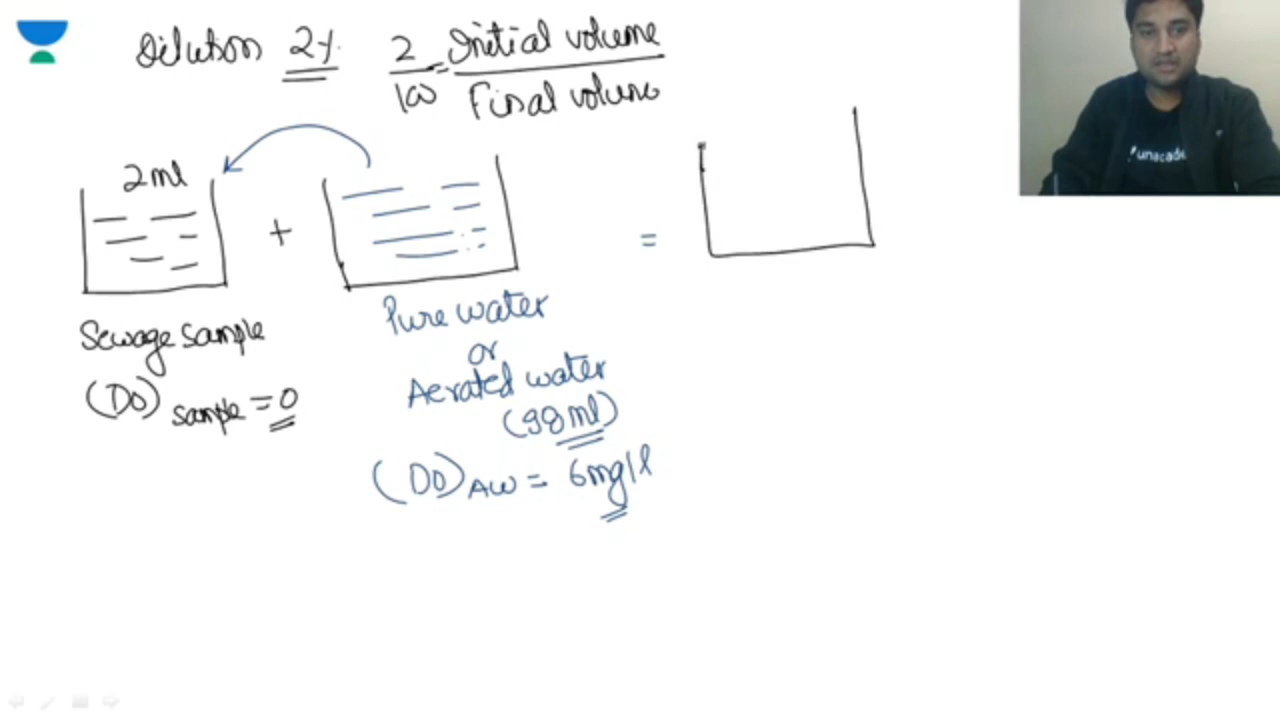 Dilution 2% 2/100 = Initial volume / Final volume
2ml
+
=
Sewage sample
(DO) sample = 0
Pure water
or
Aerated water
(98ml)
(DO) AW = 6mg/l
unacade